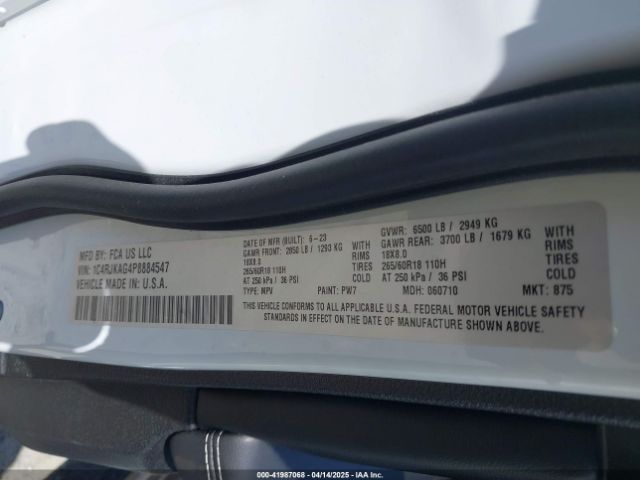 MFD BY: FCA US LLC
VIN: 1C4RJKAG4P8884547
VEHICLE MADE IN: U.S.A.
DATE OF MFR (BUILT): 6-23
GAWR FRONT: 2850 LB / 1293 KG
18X8.0 RIMS
265/60R18 110H TIRES
AT 250 kPa / 36 PSI COLD
TYPE: MPV
GVWR: 6500 LB / 2949 KG
GAWR REAR: 3700 LB / 1679 KG
18X8.0 RIMS
265/60R18 110H TIRES
AT 250 kPa / 36 PSI COLD
PAINT: PW7 MDH: 060710 MKT: 875
THIS VEHICLE CONFORMS TO ALL APPLICABLE U.S.A. FEDERAL MOTOR VEHICLE SAFETY
STANDARDS IN EFFECT ON THE DATE OF MANUFACTURE SHOWN ABOVE.
000-41987068 04/14/2025 IAAI.COM